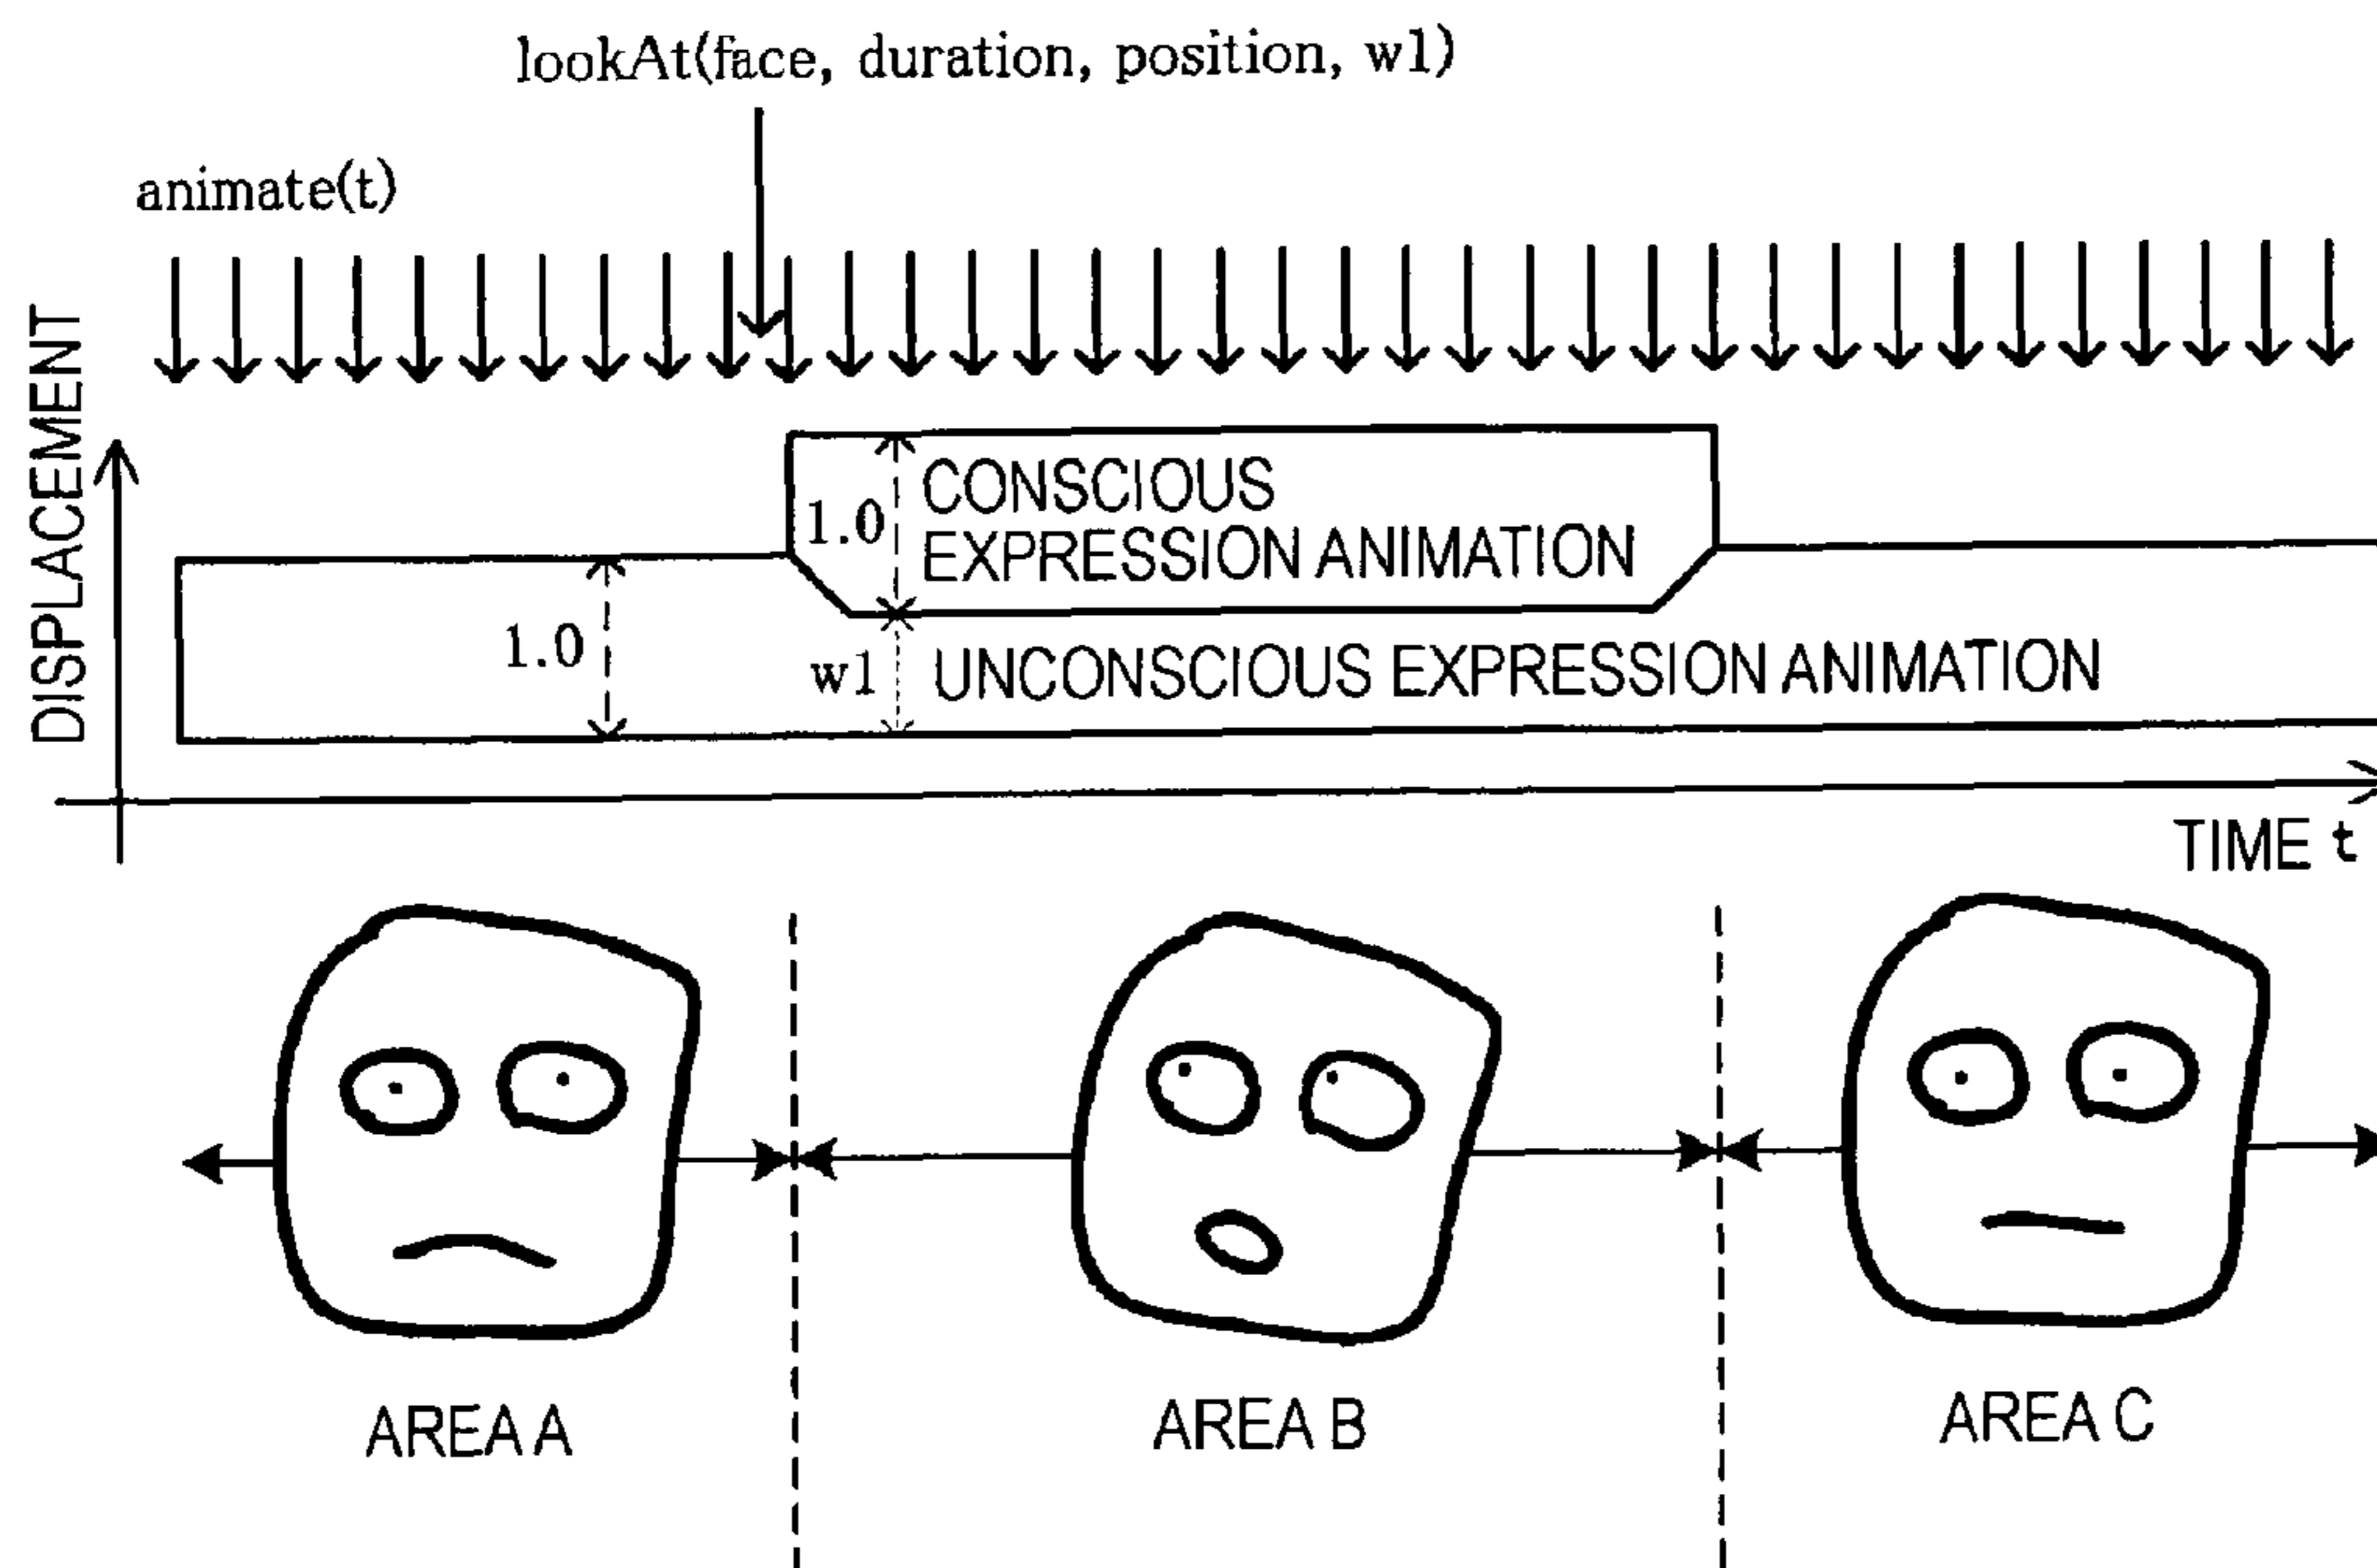 lookAt(face, duration, position, w1)
animate(t)
DISPLACEMENT
1.0
CONSCIOUS
EXPRESSION ANIMATION
1.0
w1
UNCONSCIOUS EXPRESSION ANIMATION
TIME t
AREA A
AREA B
AREA C